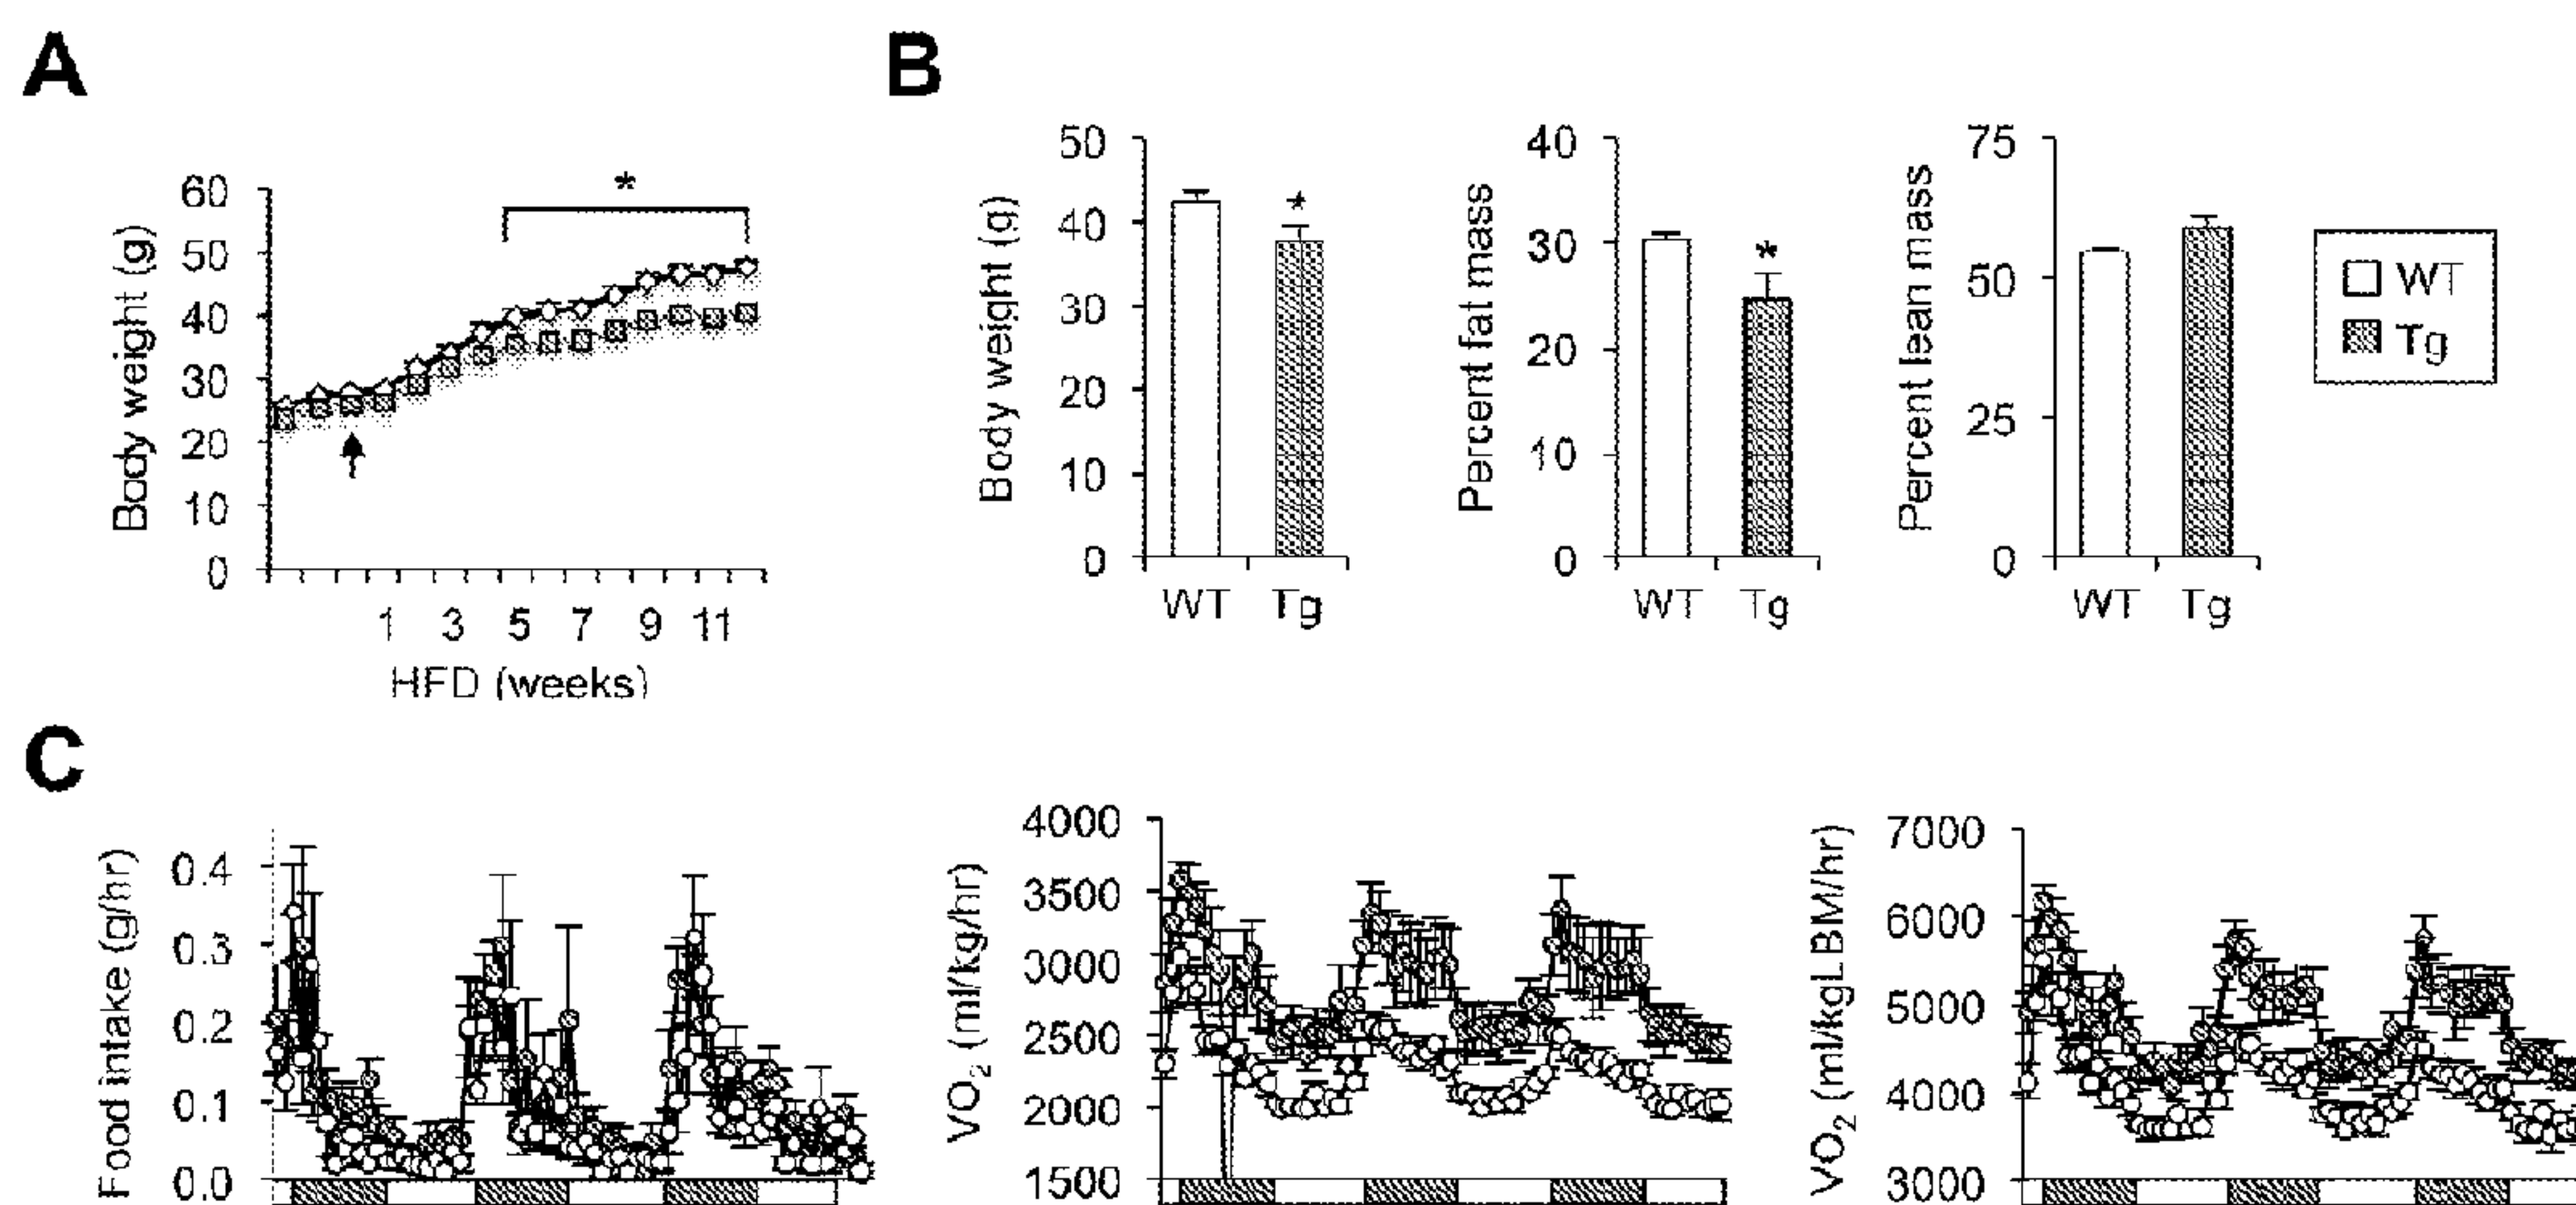 A
B
Body weight (g)
60
50
40
30
20
10
0
*
1 3 5 7 9 11
HFD (weeks)
Body weight (g)
50
40
30
20
10
0
*
WT Tg
Percent fat mass
40
30
20
10
0
*
WT Tg
Percent lean mass
75
50
25
0
WT Tg
WT
Tg
C
Food intake (g/hr)
0.4
0.3
0.2
0.1
0.0
VO2 (ml/kg/hr)
4000
3500
3000
2500
2000
1500
VO2 (ml/kgLBM/hr)
7000
6000
5000
4000
3000